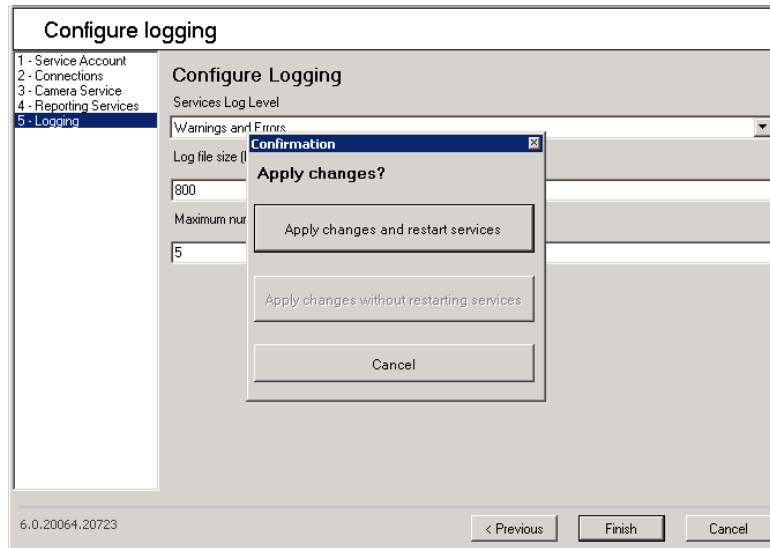 Configure logging
1 - Service Account
2 - Connections
3 - Camera Service
4 - Reporting Services
5 - Logging
Configure Logging
Services Log Level
Warnings and Errors
Log file size
800
Maximum
5
Confirmation
Apply changes?
Apply changes and restart services
Apply changes without restarting services
Cancel
6.0.20064.20723
< Previous
Finish
Cancel